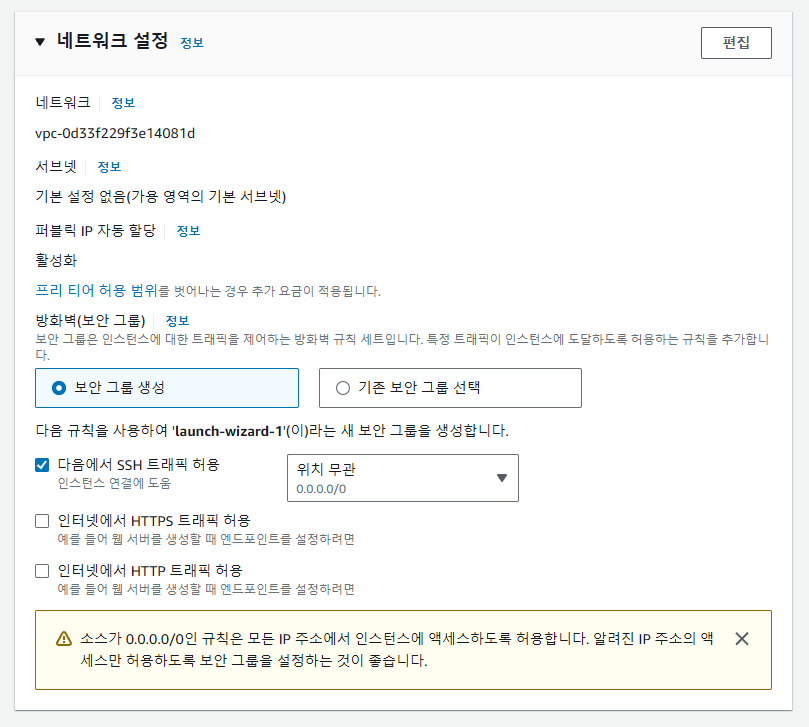 네트워크 설정 정보 편집
네트워크 정보
vpc-0d33f229f3e14081d
서브넷 정보
기본 설정 없음(가용 영역의 기본 서브넷)
퍼블릭 IP 자동 할당 정보
활성화
프리 티어 허용 범위를 벗어나는 경우 추가 요금이 적용됩니다.
방화벽(보안 그룹) 정보
보안 그룹은 인스턴스에 대한 트래픽을 제어하는 방화벽 규칙 세트입니다. 특정 트래픽이 인스턴스에 도달하도록 허용하는 규칙을 추가합니
다.
보안 그룹 생성 기존 보안 그룹 선택
다음 규칙을 사용하여 'launch-wizard-1'(이)라는 새 보안 그룹을 생성합니다.
다음에서 SSH 트래픽 허용 위치 무관
인스턴스 연결에 도움 0.0.0.0/0
인터넷에서 HTTPS 트래픽 허용
예를 들어 웹 서버를 생성할 때 엔드포인트를 설정하려면
인터넷에서 HTTP 트래픽 허용
예를 들어 웹 서버를 생성할 때 엔드포인트를 설정하려면
소스가 0.0.0.0/0인 규칙은 모든 IP 주소에서 인스턴스에 액세스하도록 허용합니다. 알려진 IP 주소의 액
세스만 허용하도록 보안 그룹을 설정하는 것이 좋습니다.